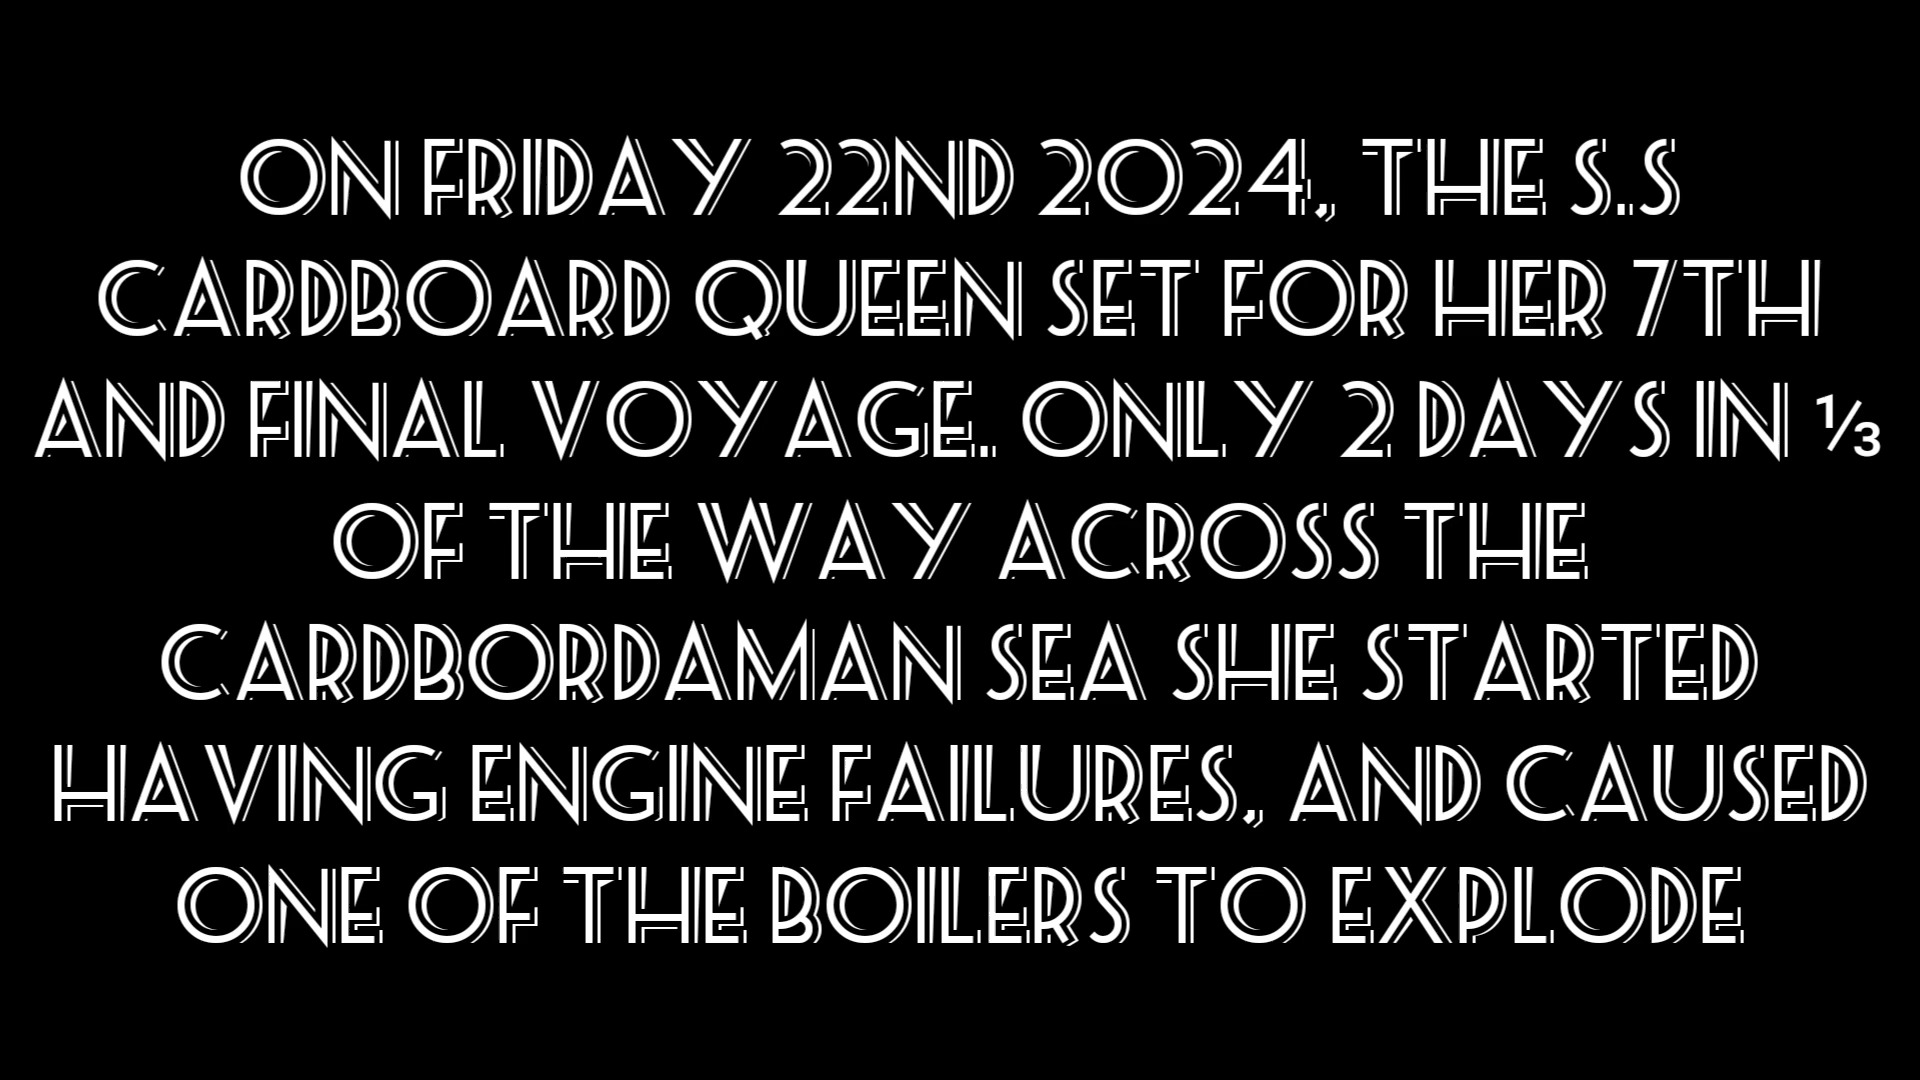 ON FRIDAY 22ND 2024, THE S.S
CARDBOARD QUEEN SET FOR HER 7TH
AND FINAL VOYAGE. ONLY 2 DAYS IN ⅓
OF THE WAY ACROSS THE
CARDBORDAMAN SEA SHE STARTED
HAVING ENGINE FAILURES, AND CAUSED
ONE OF THE BOILERS TO EXPLODE